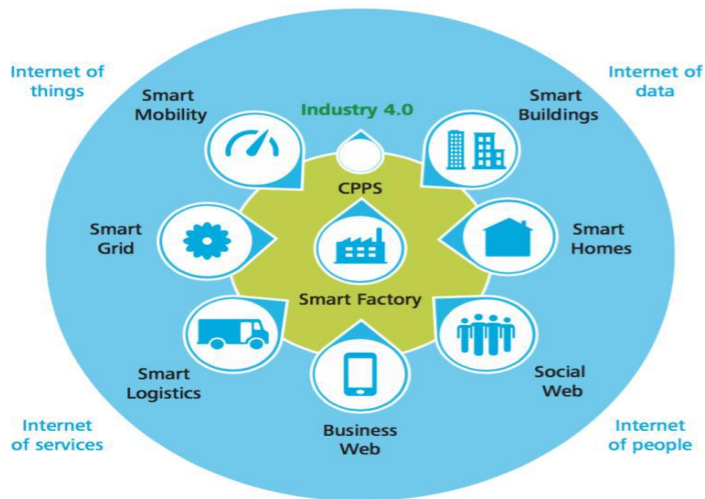 Internet of
things
Internet of
data
Smart
Mobility
Industry 4.0
Smart
Buildings
CPPS
Smart
Grid
Smart
Homes
Smart Factory
Smart
Logistics
Social
Web
Business
Web
Internet
of services
Internet
of people